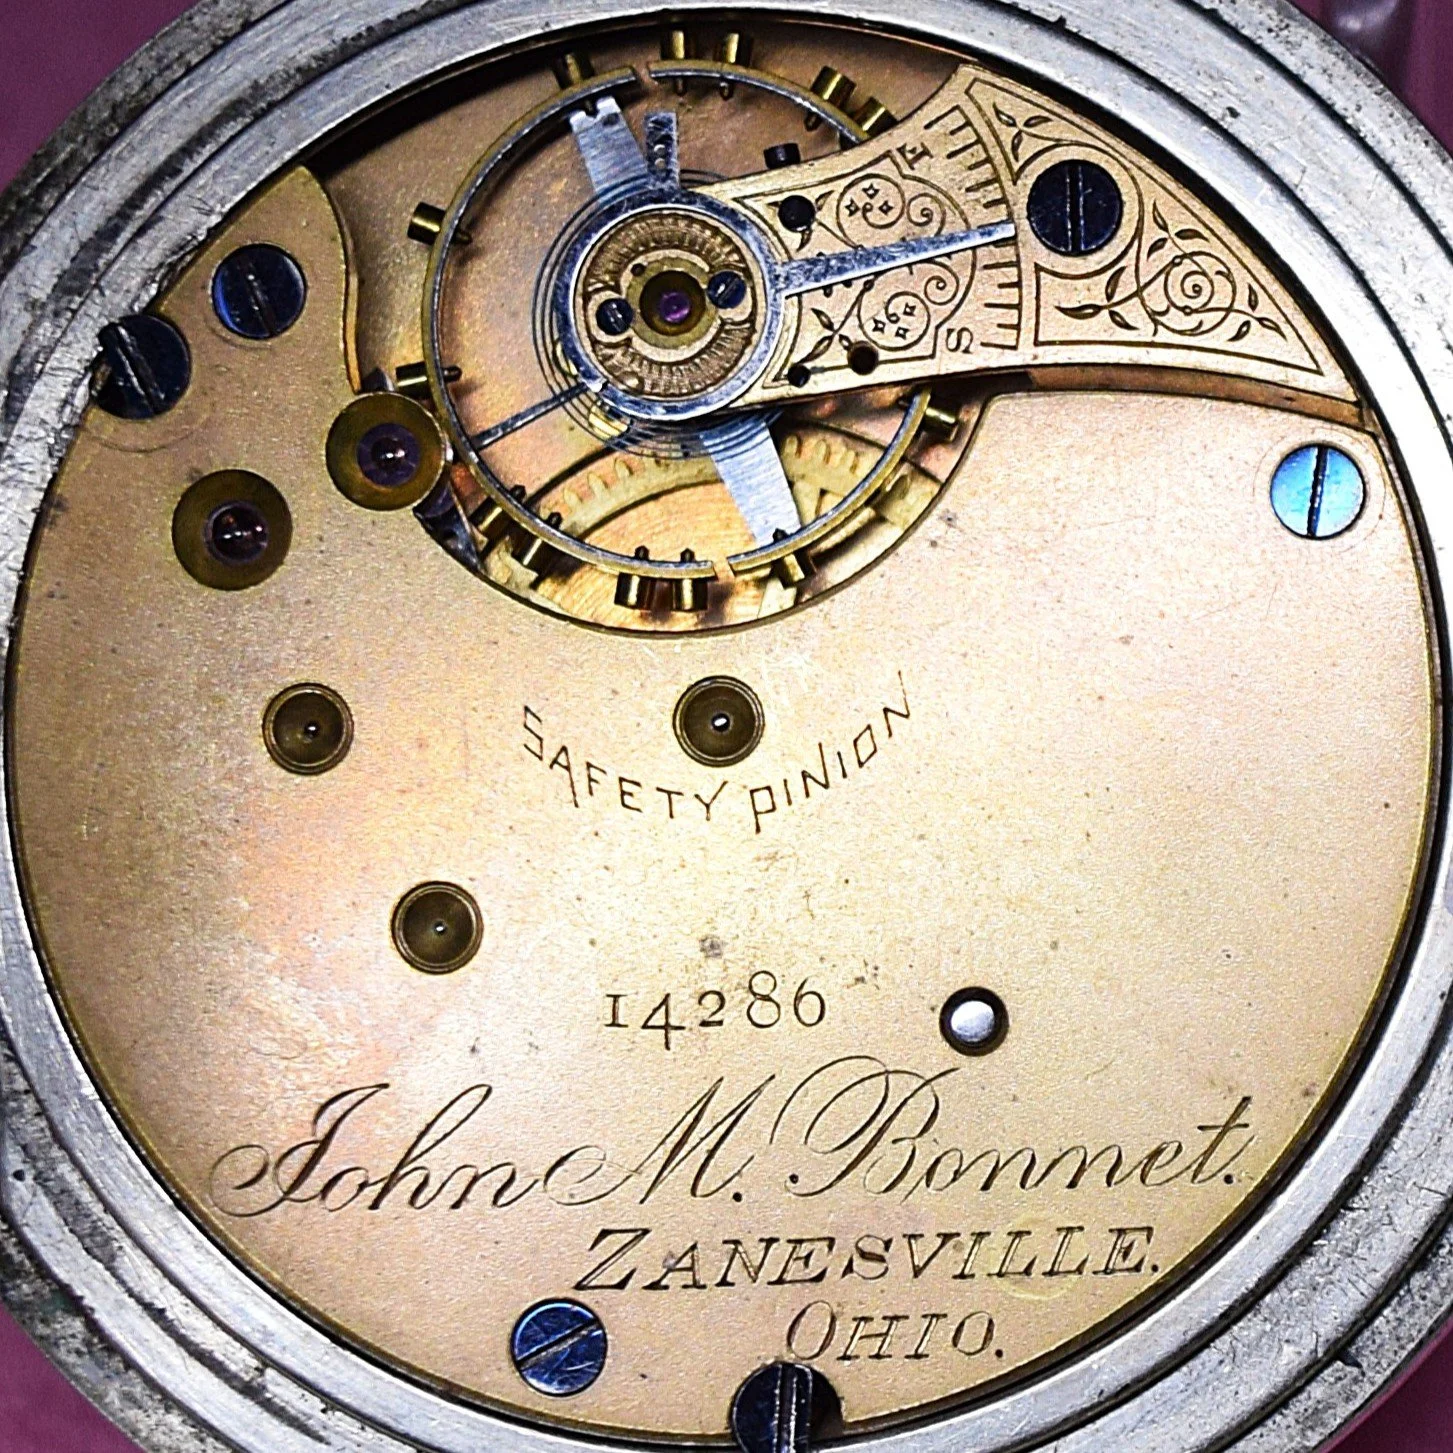 F
S
SAFETY PINION
14286
John M. Bonnet.
ZANESVILLE.
OHIO.